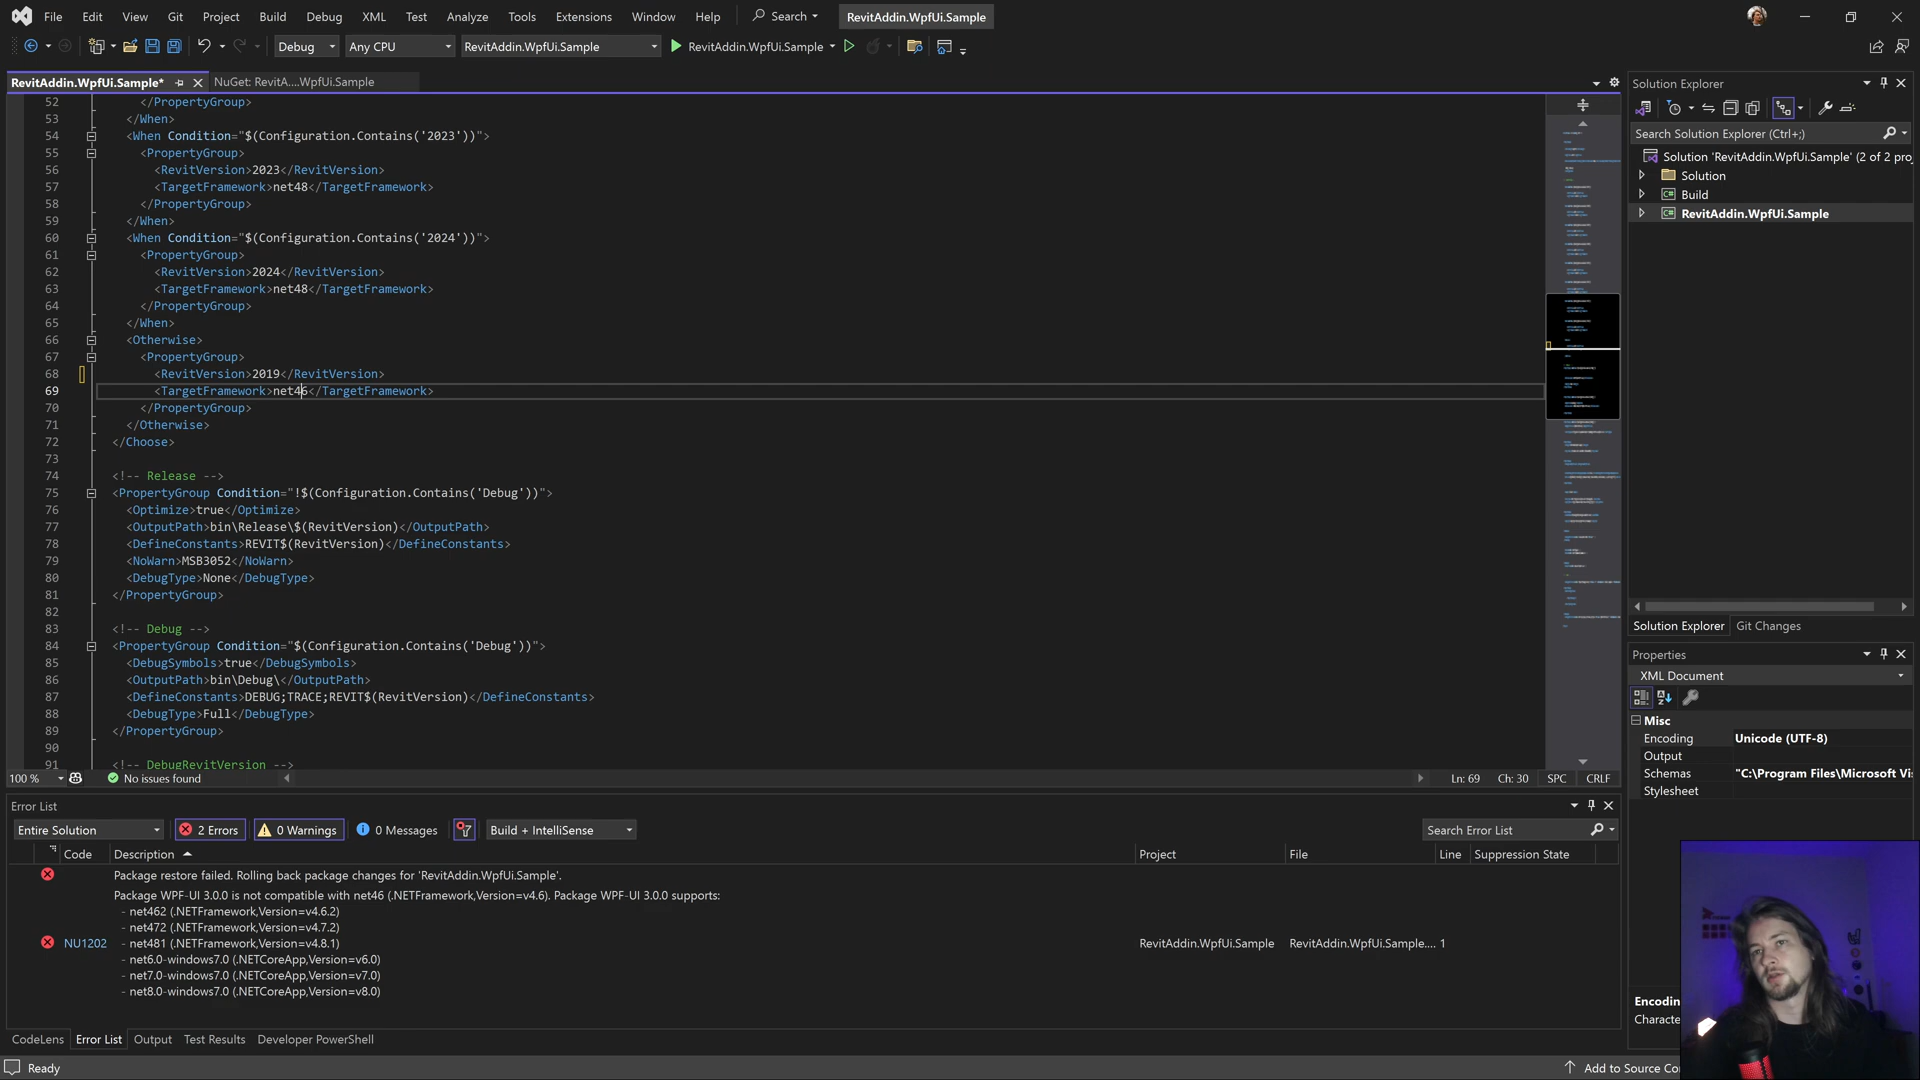 File Edit View Git Project Build Debug Test XML Analyze Tools Extensions Window Help Search RevitAddin.WpfUi.Sample
Debug Any CPU RevitAddin.WpfUi.Sample RevitAddin.WpfUi.Sample
RevitAddin.WpfUi.Sample* NuGet: RevitA....WpfUi.Sample
52 </PropertyGroup>
53 </When>
54 <When Condition="$(Configuration.Contains('2023'))">
55 <PropertyGroup>
56 <RevitVersion>2023</RevitVersion>
57 <TargetFramework>net48</TargetFramework>
58 </PropertyGroup>
59 </When>
60 <When Condition="$(Configuration.Contains('2024'))">
61 <PropertyGroup>
62 <RevitVersion>2024</RevitVersion>
63 <TargetFramework>net48</TargetFramework>
64 </PropertyGroup>
65 </When>
66 <Otherwise>
67 <PropertyGroup>
68 <RevitVersion>2019</RevitVersion>
69 <TargetFramework>net46</TargetFramework>
70 </PropertyGroup>
71 </Otherwise>
72 </Choose>
73
74 <!-- Release -->
75 <PropertyGroup Condition="!$(Configuration.Contains('Debug'))">
76 <Optimize>true</Optimize>
77 <OutputPath>bin\Release\$(RevitVersion)</OutputPath>
78 <DefineConstants>REVIT$(RevitVersion)</DefineConstants>
79 <NoWarn>MSB3052</NoWarn>
80 <DebugType>None</DebugType>
81 </PropertyGroup>
82
83 <!-- Debug -->
84 <PropertyGroup Condition="$(Configuration.Contains('Debug'))">
85 <DebugSymbols>true</DebugSymbols>
86 <OutputPath>bin\Debug\</OutputPath>
87 <DefineConstants>DEBUG;TRACE;REVIT$(RevitVersion)</DefineConstants>
88 <DebugType>Full</DebugType>
89 </PropertyGroup>
90
91 <!-- DebugRevitVersion -->
100 % No issues found Ln: 69 Ch: 30 SPC CRLF
Error List
Entire Solution 2 Errors 0 Warnings 0 Messages Build + IntelliSense Search Error List
Code Description Project File Line Suppression State
Package restore failed. Rolling back package changes for 'RevitAddin.WpfUi.Sample'.
Package WPF-UI 3.0.0 is not compatible with net46 (.NETFramework,Version=v4.6). Package WPF-UI 3.0.0 supports:
- net462 (.NETFramework,Version=v4.6.2)
- net472 (.NETFramework,Version=v4.7.2)
NU1202 - net481 (.NETFramework,Version=v4.8.1) RevitAddin.WpfUi.Sample RevitAddin.WpfUi.Sample.... 1
- net6.0-windows7.0 (.NETCoreApp,Version=v6.0)
- net7.0-windows7.0 (.NETCoreApp,Version=v7.0)
- net8.0-windows7.0 (.NETCoreApp,Version=v8.0)
CodeLens Error List Output Test Results Developer PowerShell
Ready Add to Source Co
Solution Explorer
Search Solution Explorer (Ctrl+;)
Solution 'RevitAddin.WpfUi.Sample' (2 of 2 pro
Solution
Build
RevitAddin.WpfUi.Sample
Solution Explorer Git Changes
Properties
XML Document
Misc
Encoding Unicode (UTF-8)
Output
Schemas "C:\Program Files\Microsoft Vi
Stylesheet
Encodin
Characte